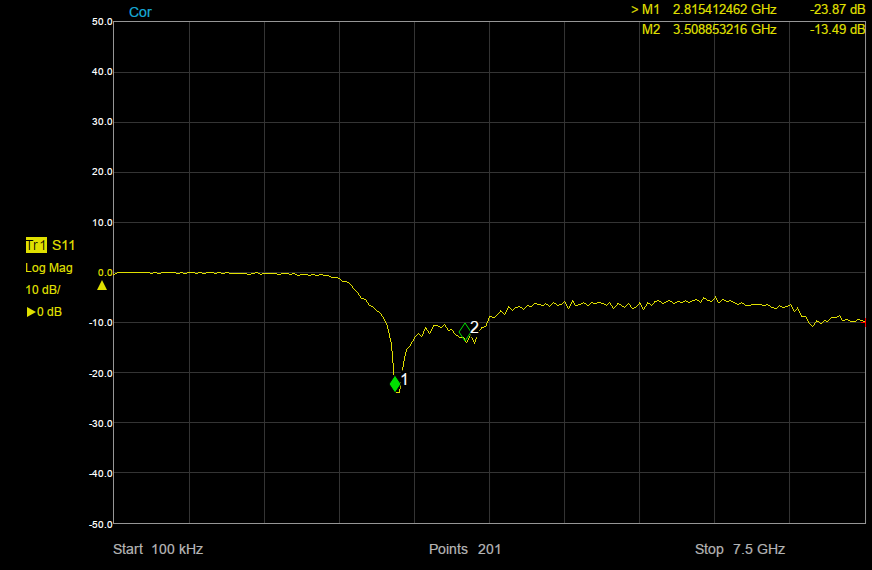 Cor
> M1 2.815412462 GHz -23.87 dB
M2 3.508853216 GHz -13.49 dB
50.0
40.0
30.0
20.0
10.0
0.0
-10.0
-20.0
-30.0
-40.0
-50.0
Tr1 S11
Log Mag
10 dB/
0 dB
2
1
Start 100 kHz Points 201 Stop 7.5 GHz